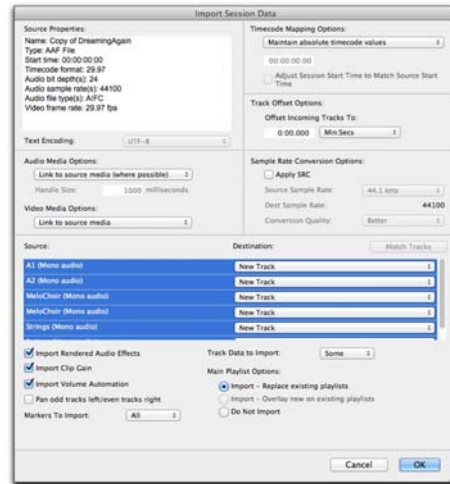 Import Session Data
Source Properties:
Name: Copy of DreamingAgain
Type: AAF File
Start time: 00:00:00:00
Timecode format: 29.97
Audio bit depth(s): 24
Audio sample rate(s): 44100
Audio file type(s): AIFC
Video frame rate: 29.97 fps
Text Encoding: UTF-8
Timecode Mapping Options:
Maintain absolute timecode values
00:00:00:00
Adjust Session Start Time to Match Source Start Time
Track Offset Options:
Offset Incoming Tracks To:
0:00.000 Min:Secs
Audio Media Options:
Link to source media (where possible)
Handle Size: 1000 milliseconds
Video Media Options:
Link to source media
Sample Rate Conversion Options:
Apply SRC
Source Sample Rate: 44.1 kHz
Dest Sample Rate: 44100
Conversion Quality: Better
Source: Destination: Match Tracks
A1 (Mono audio) New Track
A2 (Mono audio) New Track
MeloChoir (Mono audio) New Track
MeloChoir (Mono audio) New Track
Strings (Mono audio) New Track
Import Rendered Audio Effects
Import Clip Gain
Import Volume Automation
Pan odd tracks left/even tracks right
Markers To Import: All
Track Data to Import: Some
Main Playlist Options:
Import - Replace existing playlists
Import - Overlay new on existing playlists
Do Not Import
Cancel OK